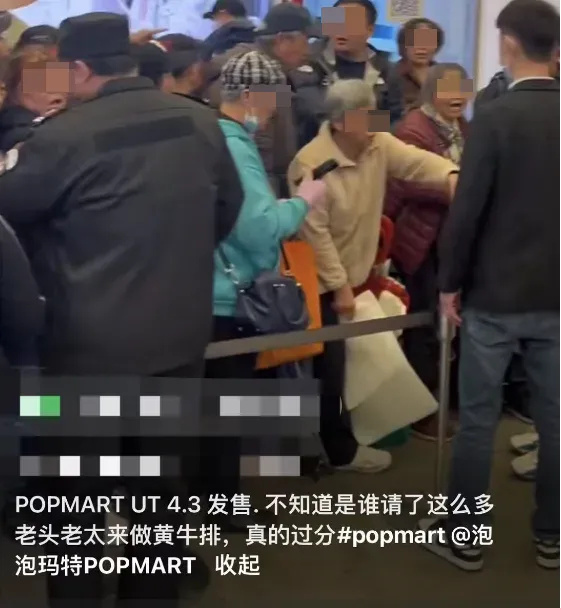 POPMART UT 4.3 发售. 不知道是谁请了这么多
老头老太来做黄牛排，真的过分#popmart @泡
泡玛特POPMART 收起